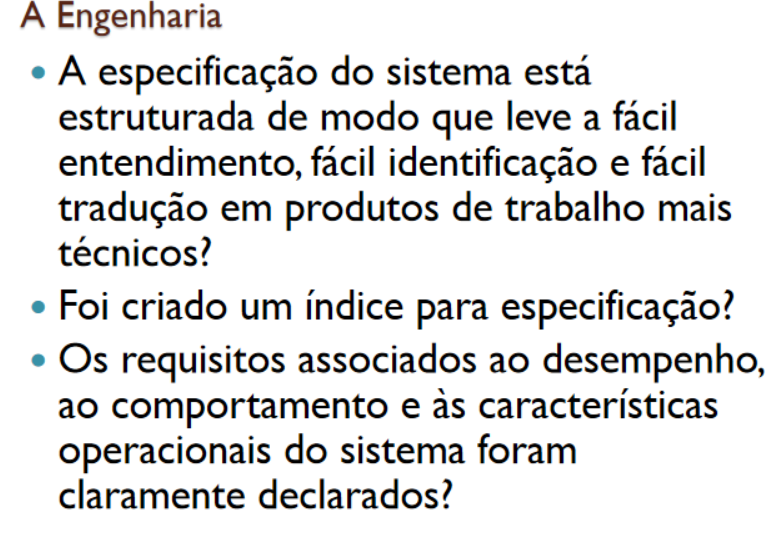 A Engenharia
• A especificação do sistema está
estruturada de modo que leve a fácil
entendimento, fácil identificação e fácil
tradução em produtos de trabalho mais
técnicos?
• Foi criado um índice para especificação?
• Os requisitos associados ao desempenho,
ao comportamento e às características
operacionais do sistema foram
claramente declarados?